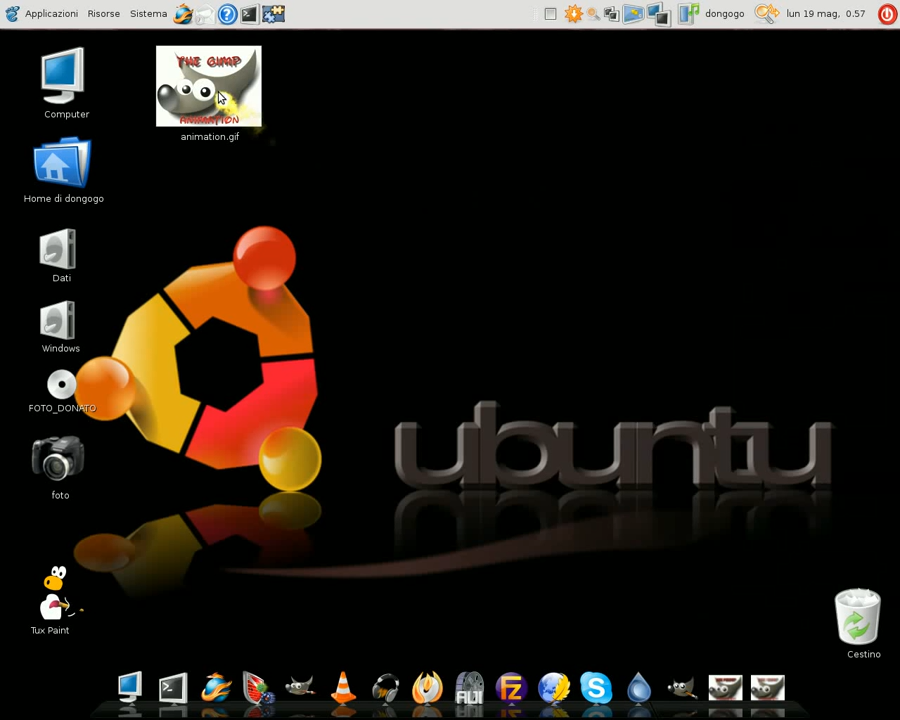 Applicazioni Risorse Sistema dongogo lun 19 mag, 0.57
THE GIMP
ANIMATION
animation.gif
Computer
Home di dongogo
Dati
Windows
FOTO_DONATO
foto
Tux Paint
ubuntu
Cestino
FZ
S